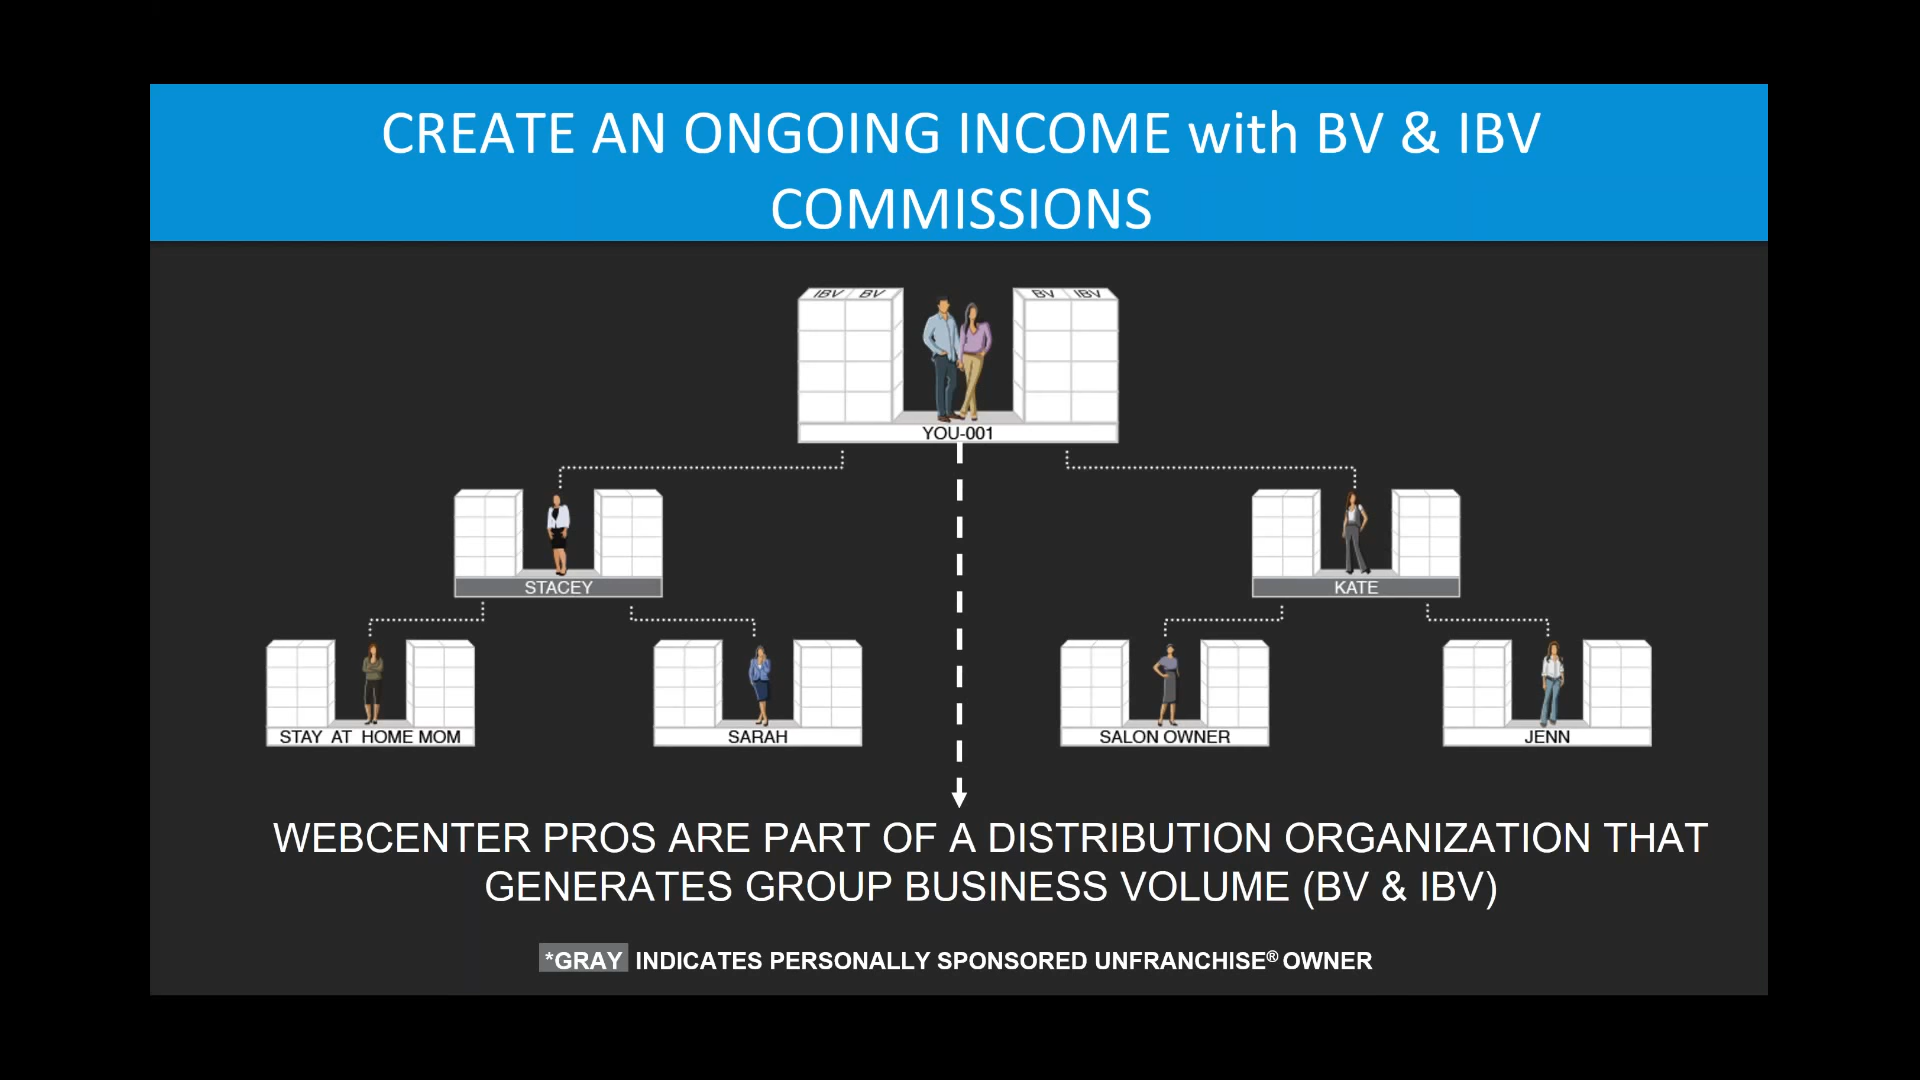 CREATE AN ONGOING INCOME with BV & IBV
COMMISSIONS
IBV BV
BV IBV
YOU-001
STACEY
KATE
STAY AT HOME MOM
SARAH
SALON OWNER
JENN
WEBCENTER PROS ARE PART OF A DISTRIBUTION ORGANIZATION THAT
GENERATES GROUP BUSINESS VOLUME (BV & IBV)
*GRAY INDICATES PERSONALLY SPONSORED UNFRANCHISE® OWNER